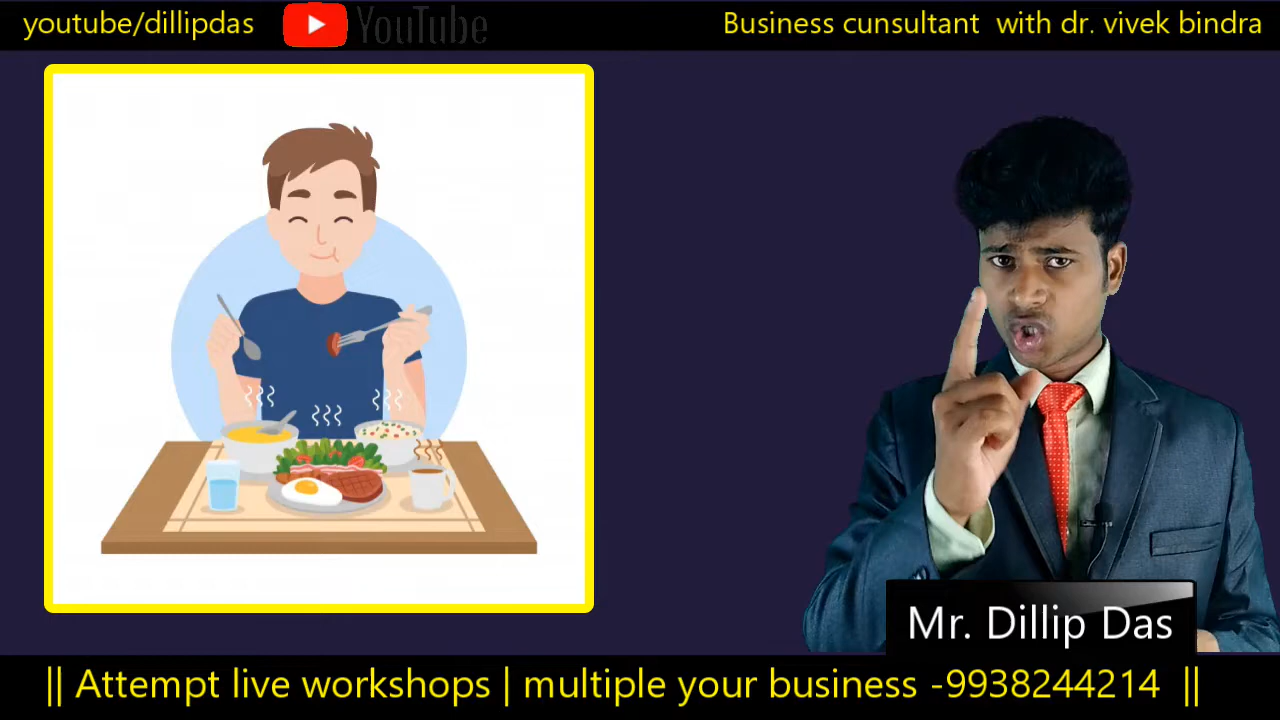 youtube/dillipdas
YouTube
Business cunsultant with dr. vivek bindra
Mr. Dillip Das
|| Attempt live workshops | multiple your business -9938244214 ||